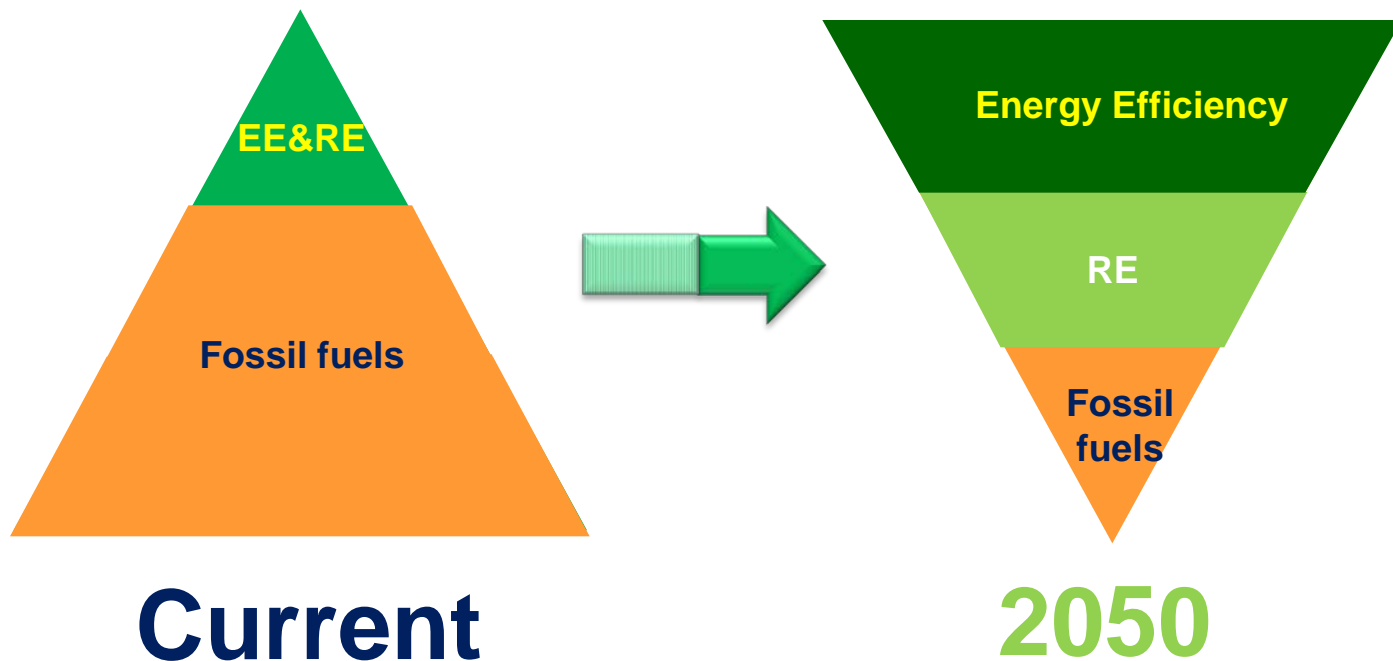 EE&RE
Fossil fuels
Current
Energy Efficiency
RE
Fossil
fuels
2050